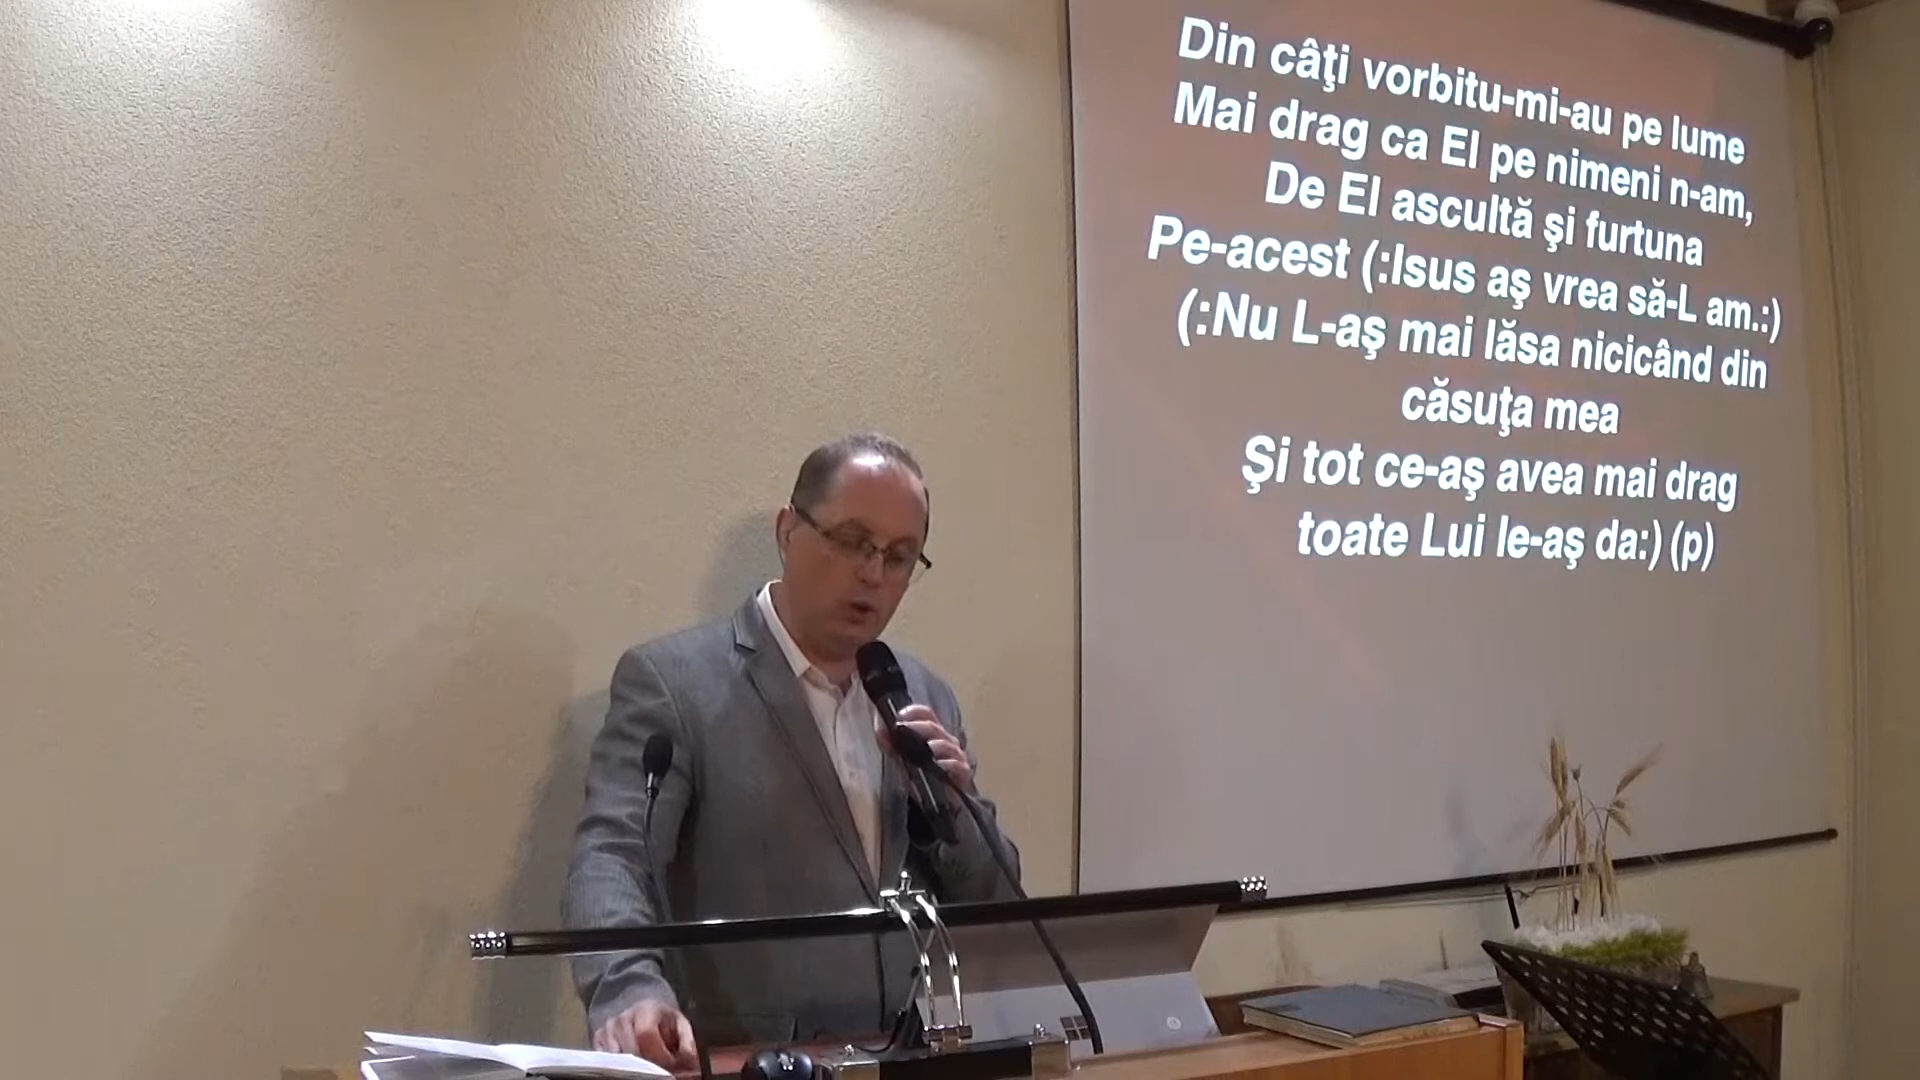 Din câţi vorbitu-mi-au pe lume
Mai drag ca El pe nimeni n-am,
De El ascultă şi furtuna
Pe-acest (:Isus aş vrea să-L am.:)
(:Nu L-aş mai lăsa nicicând din
căsuţa mea
Şi tot ce-aş avea mai drag
toate Lui le-aş da:) (p)